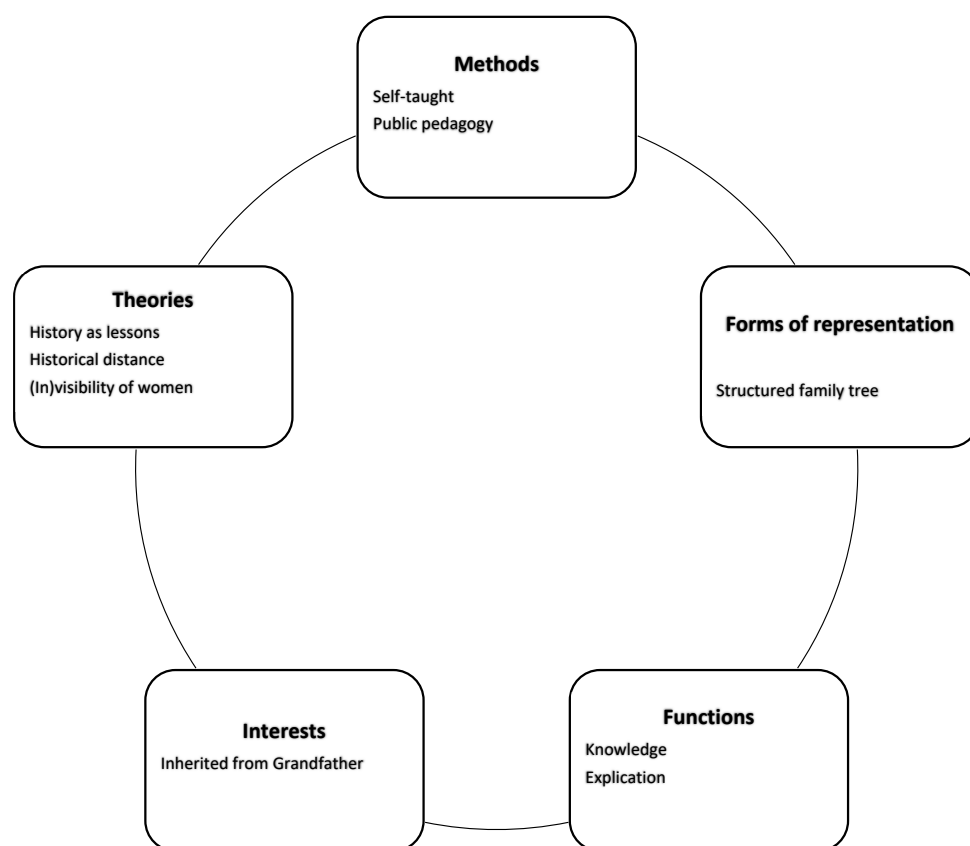 Methods
Self-taught
Public pedagogy
Theories
History as lessons
Historical distance
(In)visibility of women
Forms of representation
Structured family tree
Interests
Inherited from Grandfather
Functions
Knowledge
Explication